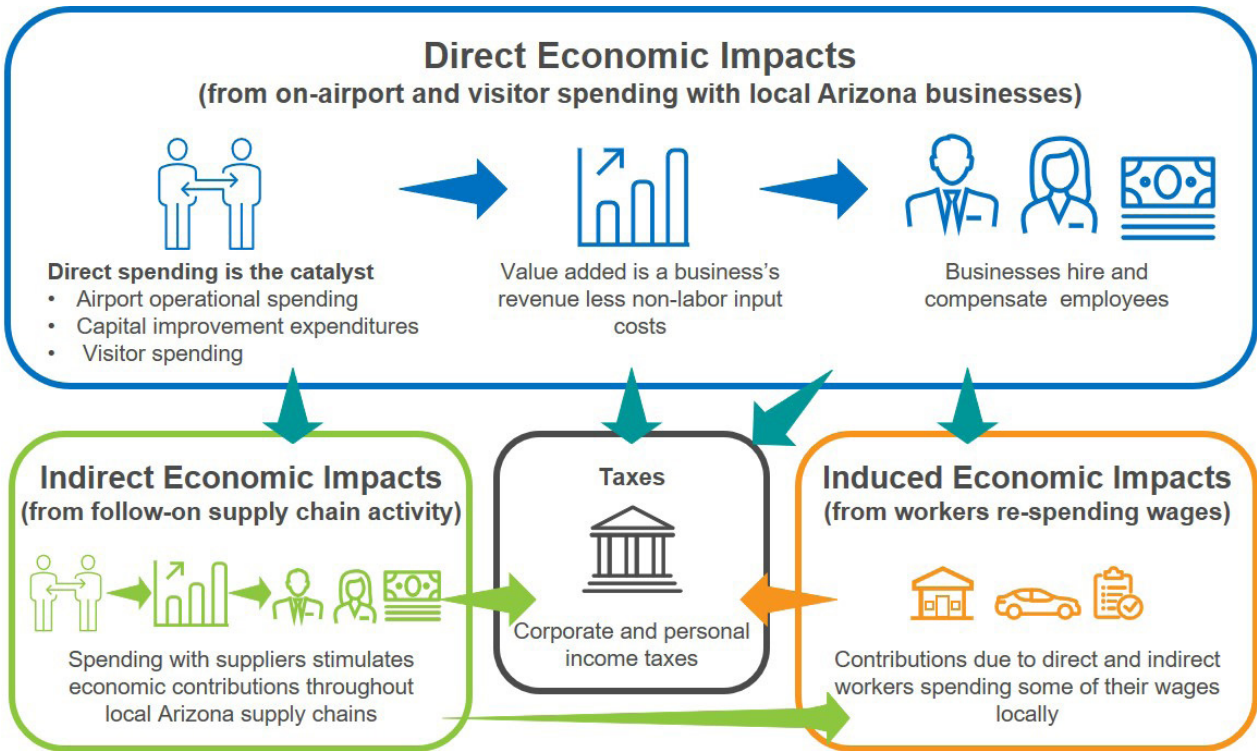 Direct Economic Impacts
(from on-airport and visitor spending with local Arizona businesses)
Direct spending is the catalyst
• Airport operational spending
• Capital improvement expenditures
• Visitor spending
Value added is a business’s
revenue less non-labor input
costs
Businesses hire and
compensate employees
Indirect Economic Impacts
(from follow-on supply chain activity)
Spending with suppliers stimulates
economic contributions throughout
local Arizona supply chains
Taxes
Corporate and personal
income taxes
Induced Economic Impacts
(from workers re-spending wages)
Contributions due to direct and indirect
workers spending some of their wages
locally